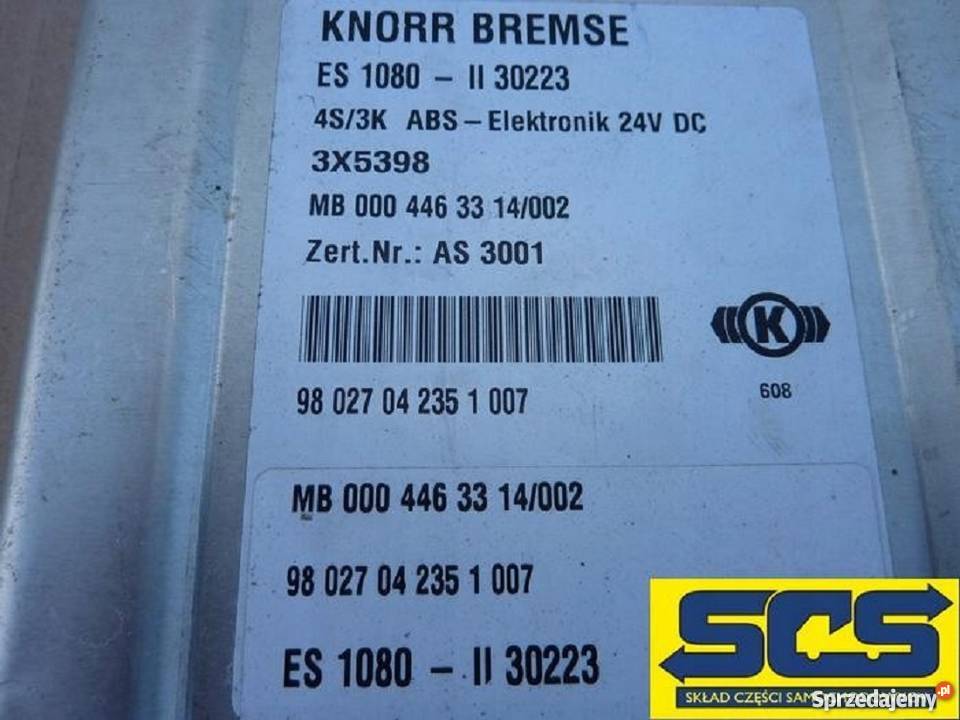 KNORR BREMSE
ES 1080 – II 30223
4S/3K ABS – Elektronik 24V DC
3X5398
MB 000 446 33 14/002
Zert.Nr.: AS 3001
K
608
98 027 04 235 1 007
MB 000 446 33 14/002
98 027 04 235 1 007
ES 1080 – II 30223
SCS
SKŁAD CZĘŚCI
Sprzedajemy.pl